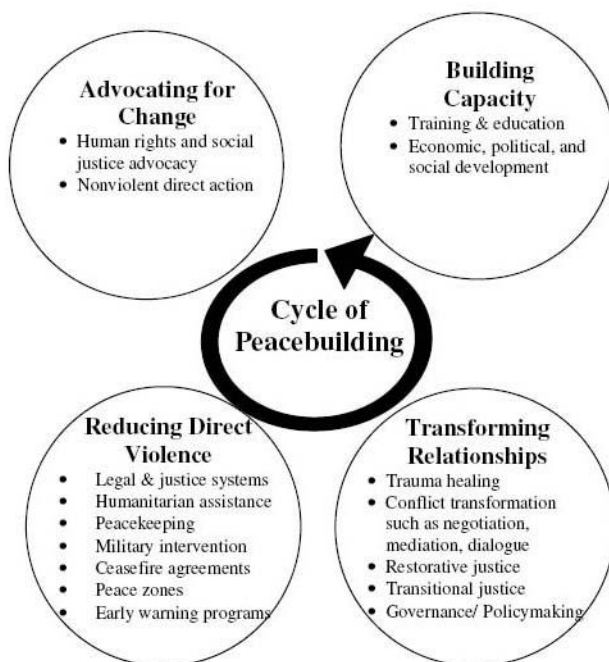 Advocating for
Change
• Human rights and social
justice advocacy
• Nonviolent direct action
Building
Capacity
• Training & education
• Economic, political, and
social development
Cycle of
Peacebuilding
Reducing Direct
Violence
• Legal & justice systems
• Humanitarian assistance
• Peacekeeping
• Military intervention
• Ceasefire agreements
• Peace zones
• Early warning programs
Transforming
Relationships
• Trauma healing
• Conflict transformation
such as negotiation,
mediation, dialogue
• Restorative justice
• Transitional justice
• Governance/ Policymaking